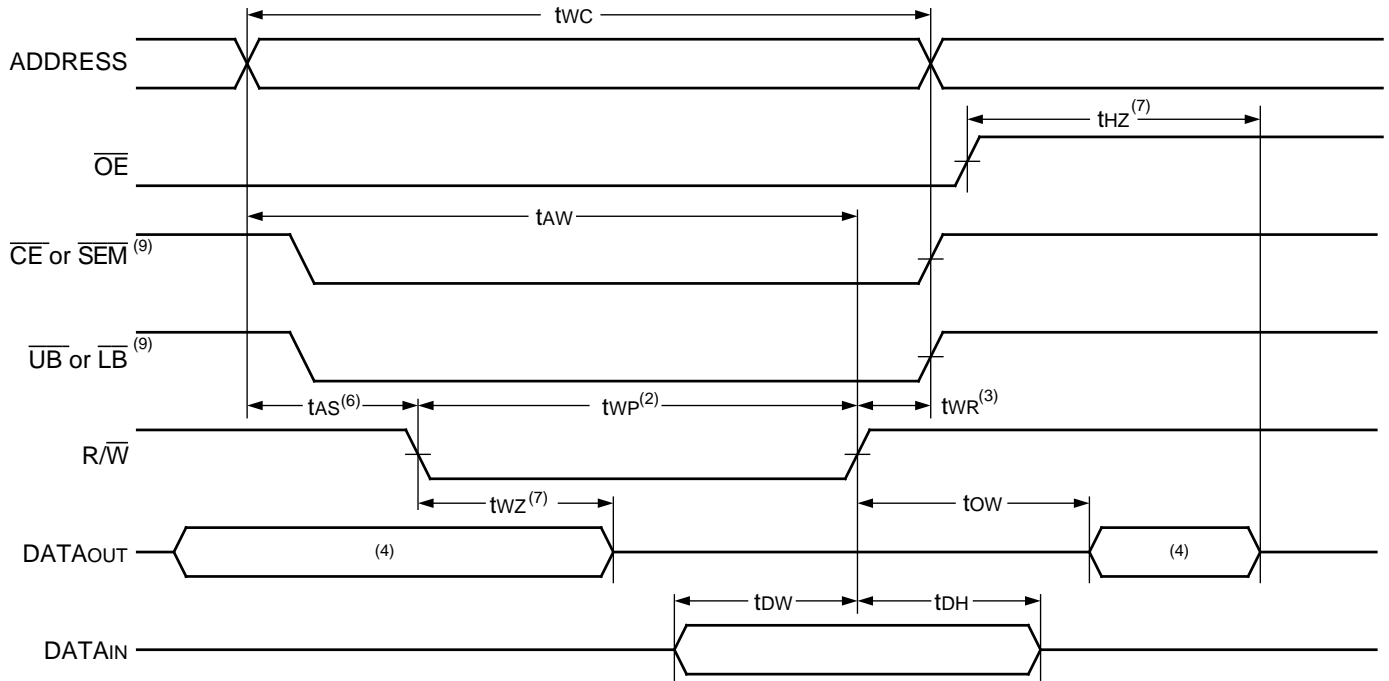 tWC
ADDRESS
tHZ(7)
OE
tAW
CE or SEM(9)
UB or LB(9)
tAS(6) tWP(2) tWR(3)
R/W
tWZ(7) tOW
DATAOUT (4) (4)
tDW tDH
DATAIN